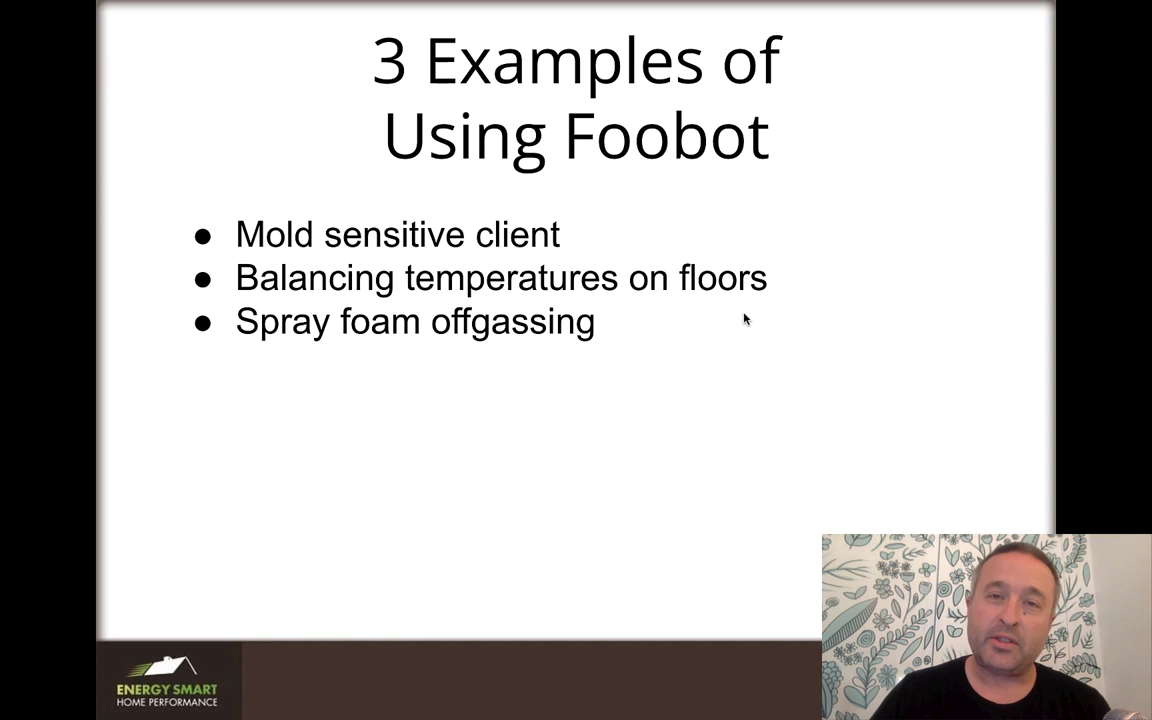 3 Examples of
Using Foobot
● Mold sensitive client
● Balancing temperatures on floors
● Spray foam offgassing
ENERGY SMART
HOME PERFORMANCE